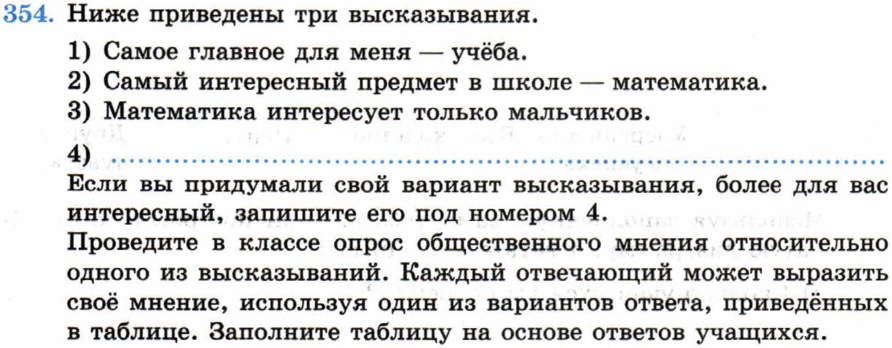 354. Ниже приведены три высказывания.
1) Самое главное для меня — учёба.
2) Самый интересный предмет в школе — математика.
3) Математика интересует только мальчиков.
4) ................................................................
Если вы придумали свой вариант высказывания, более для вас
интересный, запишите его под номером 4.
Проведите в классе опрос общественного мнения относительно
одного из высказываний. Каждый отвечающий может выразить
своё мнение, используя один из вариантов ответа, приведённых
в таблице. Заполните таблицу на основе ответов учащихся.